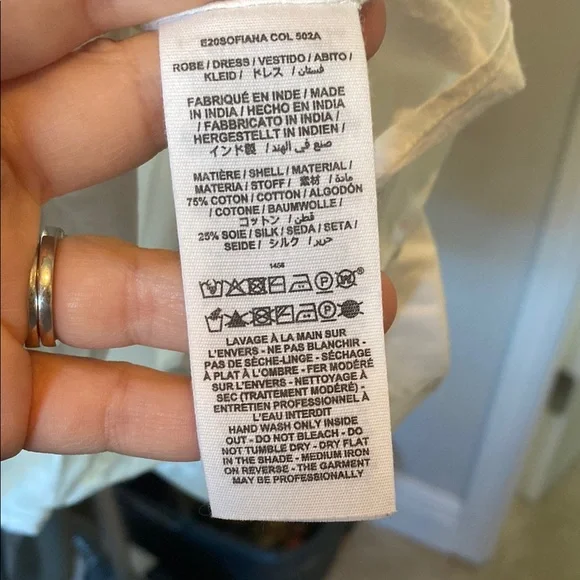 E20SOFIAHA COL 502A
ROBE / DRESS / VESTIDO / ABITO /
KLEID / ドレス / فستان
FABRIQUÉ EN INDE / MADE
IN INDIA / HECHO EN INDIA
/ FABBRICATO IN INDIA /
HERGESTELLT IN INDIEN /
インド製 / صنع في الهند
MATIÈRE / SHELL / MATERIAL /
MATERIA / STOFF / 素材 / مادة
75% COTON / COTTON / ALGODÓN
/ COTONE / BAUMWOLLE /
コットン / قطن
25% SOIE / SILK / SEDA / SETA /
SEIDE / シルク / حرير
1456
LAVAGE À LA MAIN SUR
L'ENVERS - NE PAS BLANCHIR -
PAS DE SÈCHE-LINGE - SÉCHAGE
À PLAT À L'OMBRE - FER MODÉRÉ
SUR L'ENVERS - NETTOYAGE À
SEC (TRAITEMENT MODÉRÉ) -
ENTRETIEN PROFESSIONNEL À
L'EAU INTERDIT
HAND WASH ONLY INSIDE
OUT - DO NOT BLEACH - DO
NOT TUMBLE DRY - DRY FLAT
IN THE SHADE - MEDIUM IRON
ON REVERSE - THE GARMENT
MAY BE PROFESSIONALLY